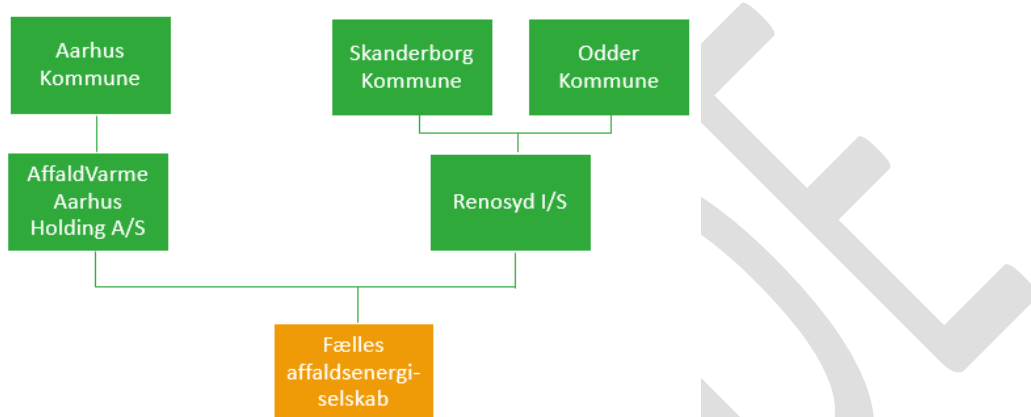 Aarhus
Kommune
Skanderborg
Kommune
Odder
Kommune
AffaldVarme
Aarhus
Holding A/S
Renosyd I/S
Fælles
affaldsenergi-
selskab